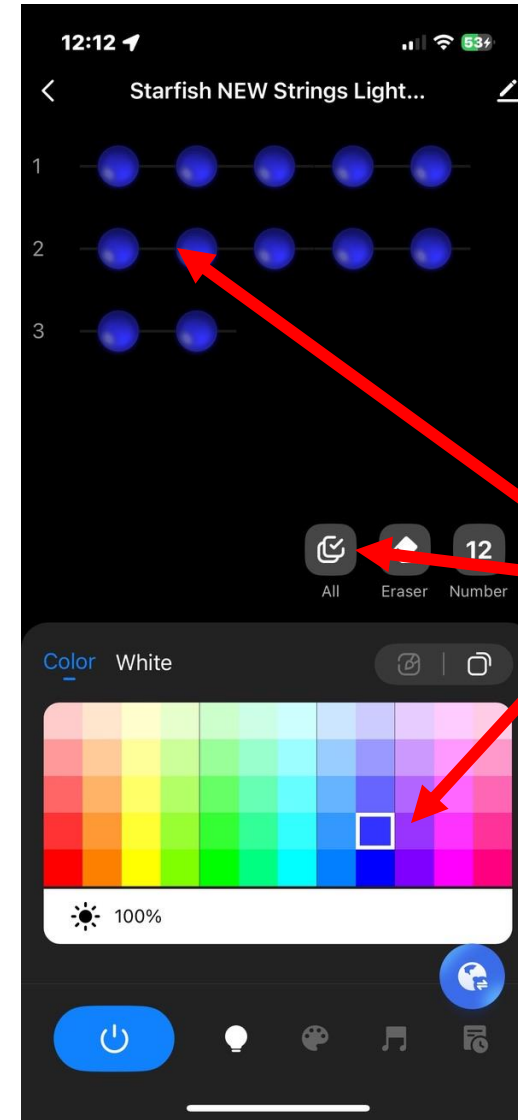 12:12
53
Starfish NEW Strings Light...
1
2
3
12
All Eraser Number
Color White
100%